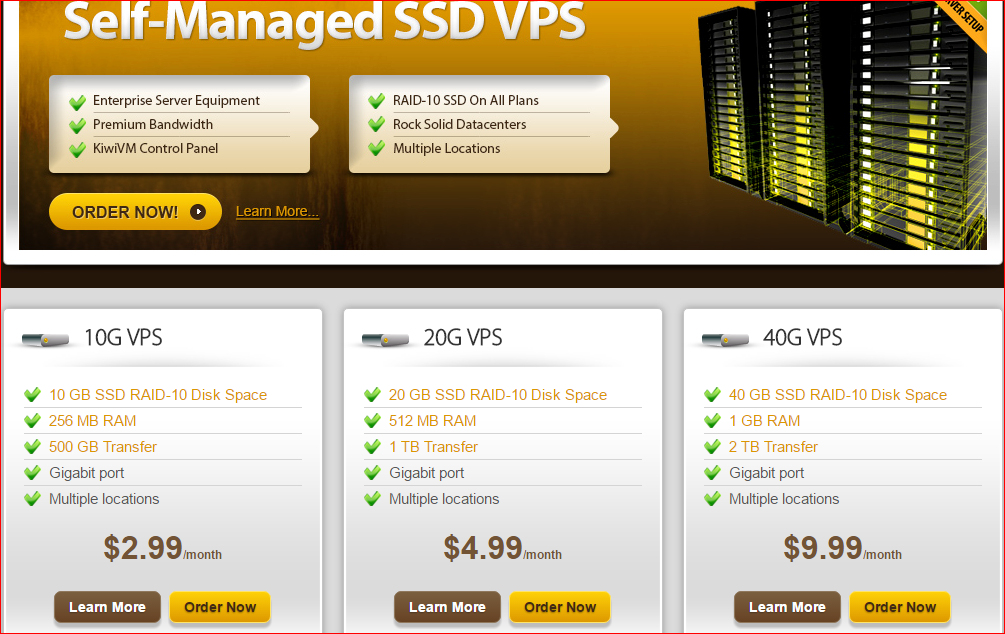 Self-Managed SSD VPS
Enterprise Server Equipment
Premium Bandwidth
KiwiVM Control Panel
RAID-10 SSD On All Plans
Rock Solid Datacenters
Multiple Locations
ORDER NOW!
Learn More...
SETUP
10G VPS
10 GB SSD RAID-10 Disk Space
256 MB RAM
500 GB Transfer
Gigabit port
Multiple locations
$2.99/month
Learn More
Order Now
20G VPS
20 GB SSD RAID-10 Disk Space
512 MB RAM
1 TB Transfer
Gigabit port
Multiple locations
$4.99/month
Learn More
Order Now
40G VPS
40 GB SSD RAID-10 Disk Space
1 GB RAM
2 TB Transfer
Gigabit port
Multiple locations
$9.99/month
Learn More
Order Now